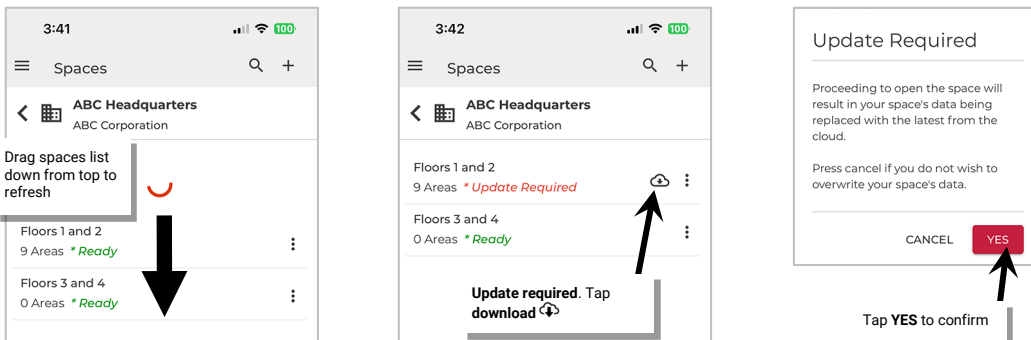 3:41
100
Spaces
ABC Headquarters
ABC Corporation
Drag spaces list
down from top to
refresh
Floors 1 and 2
9 Areas * Ready
Floors 3 and 4
0 Areas * Ready
3:42
100
Spaces
ABC Headquarters
ABC Corporation
Floors 1 and 2
9 Areas * Update Required
Floors 3 and 4
0 Areas * Ready
Update required. Tap
download
Update Required
Proceeding to open the space will
result in your space's data being
replaced with the latest from the
cloud.
Press cancel if you do not wish to
overwrite your space's data.
CANCEL YES
Tap YES to confirm